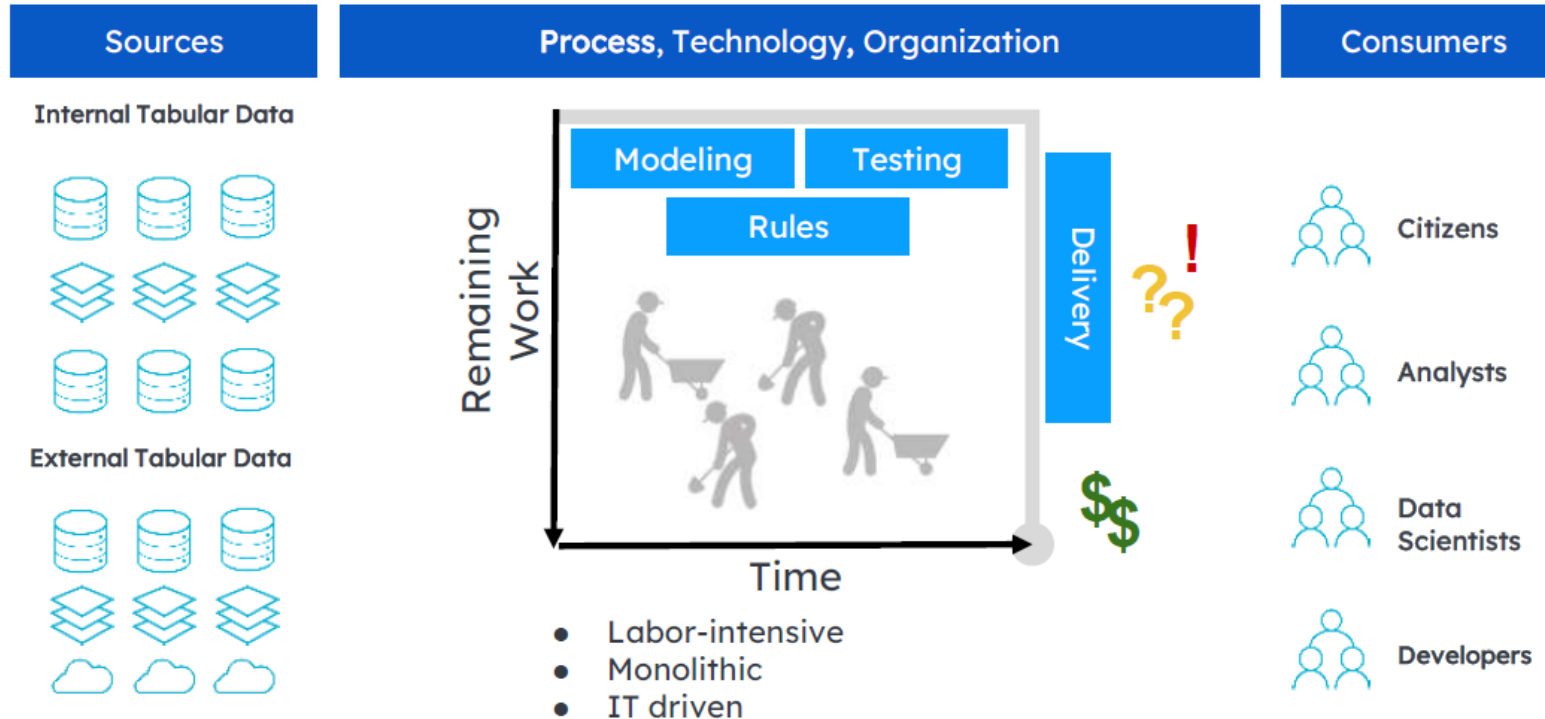 Sources
Process, Technology, Organization
Consumers
Internal Tabular Data
External Tabular Data
Remaining
Work
Modeling
Testing
Rules
Delivery
??
!
$$
Time
● Labor-intensive
● Monolithic
● IT driven
Citizens
Analysts
Data
Scientists
Developers